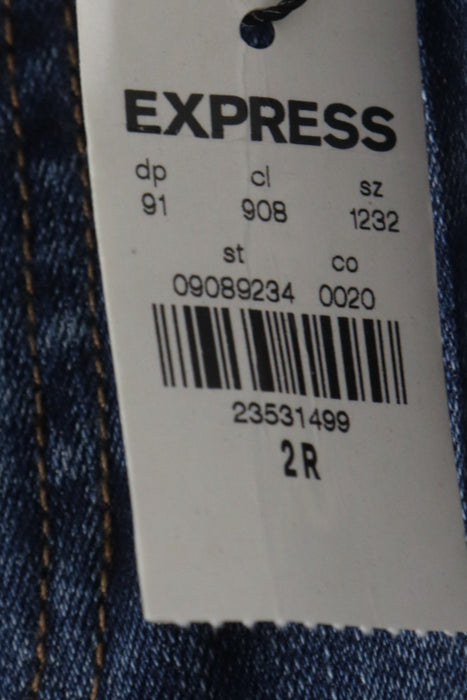 EXPRESS
dp cl sz
91 908 1232
st co
09089234 0020
23531499
2R